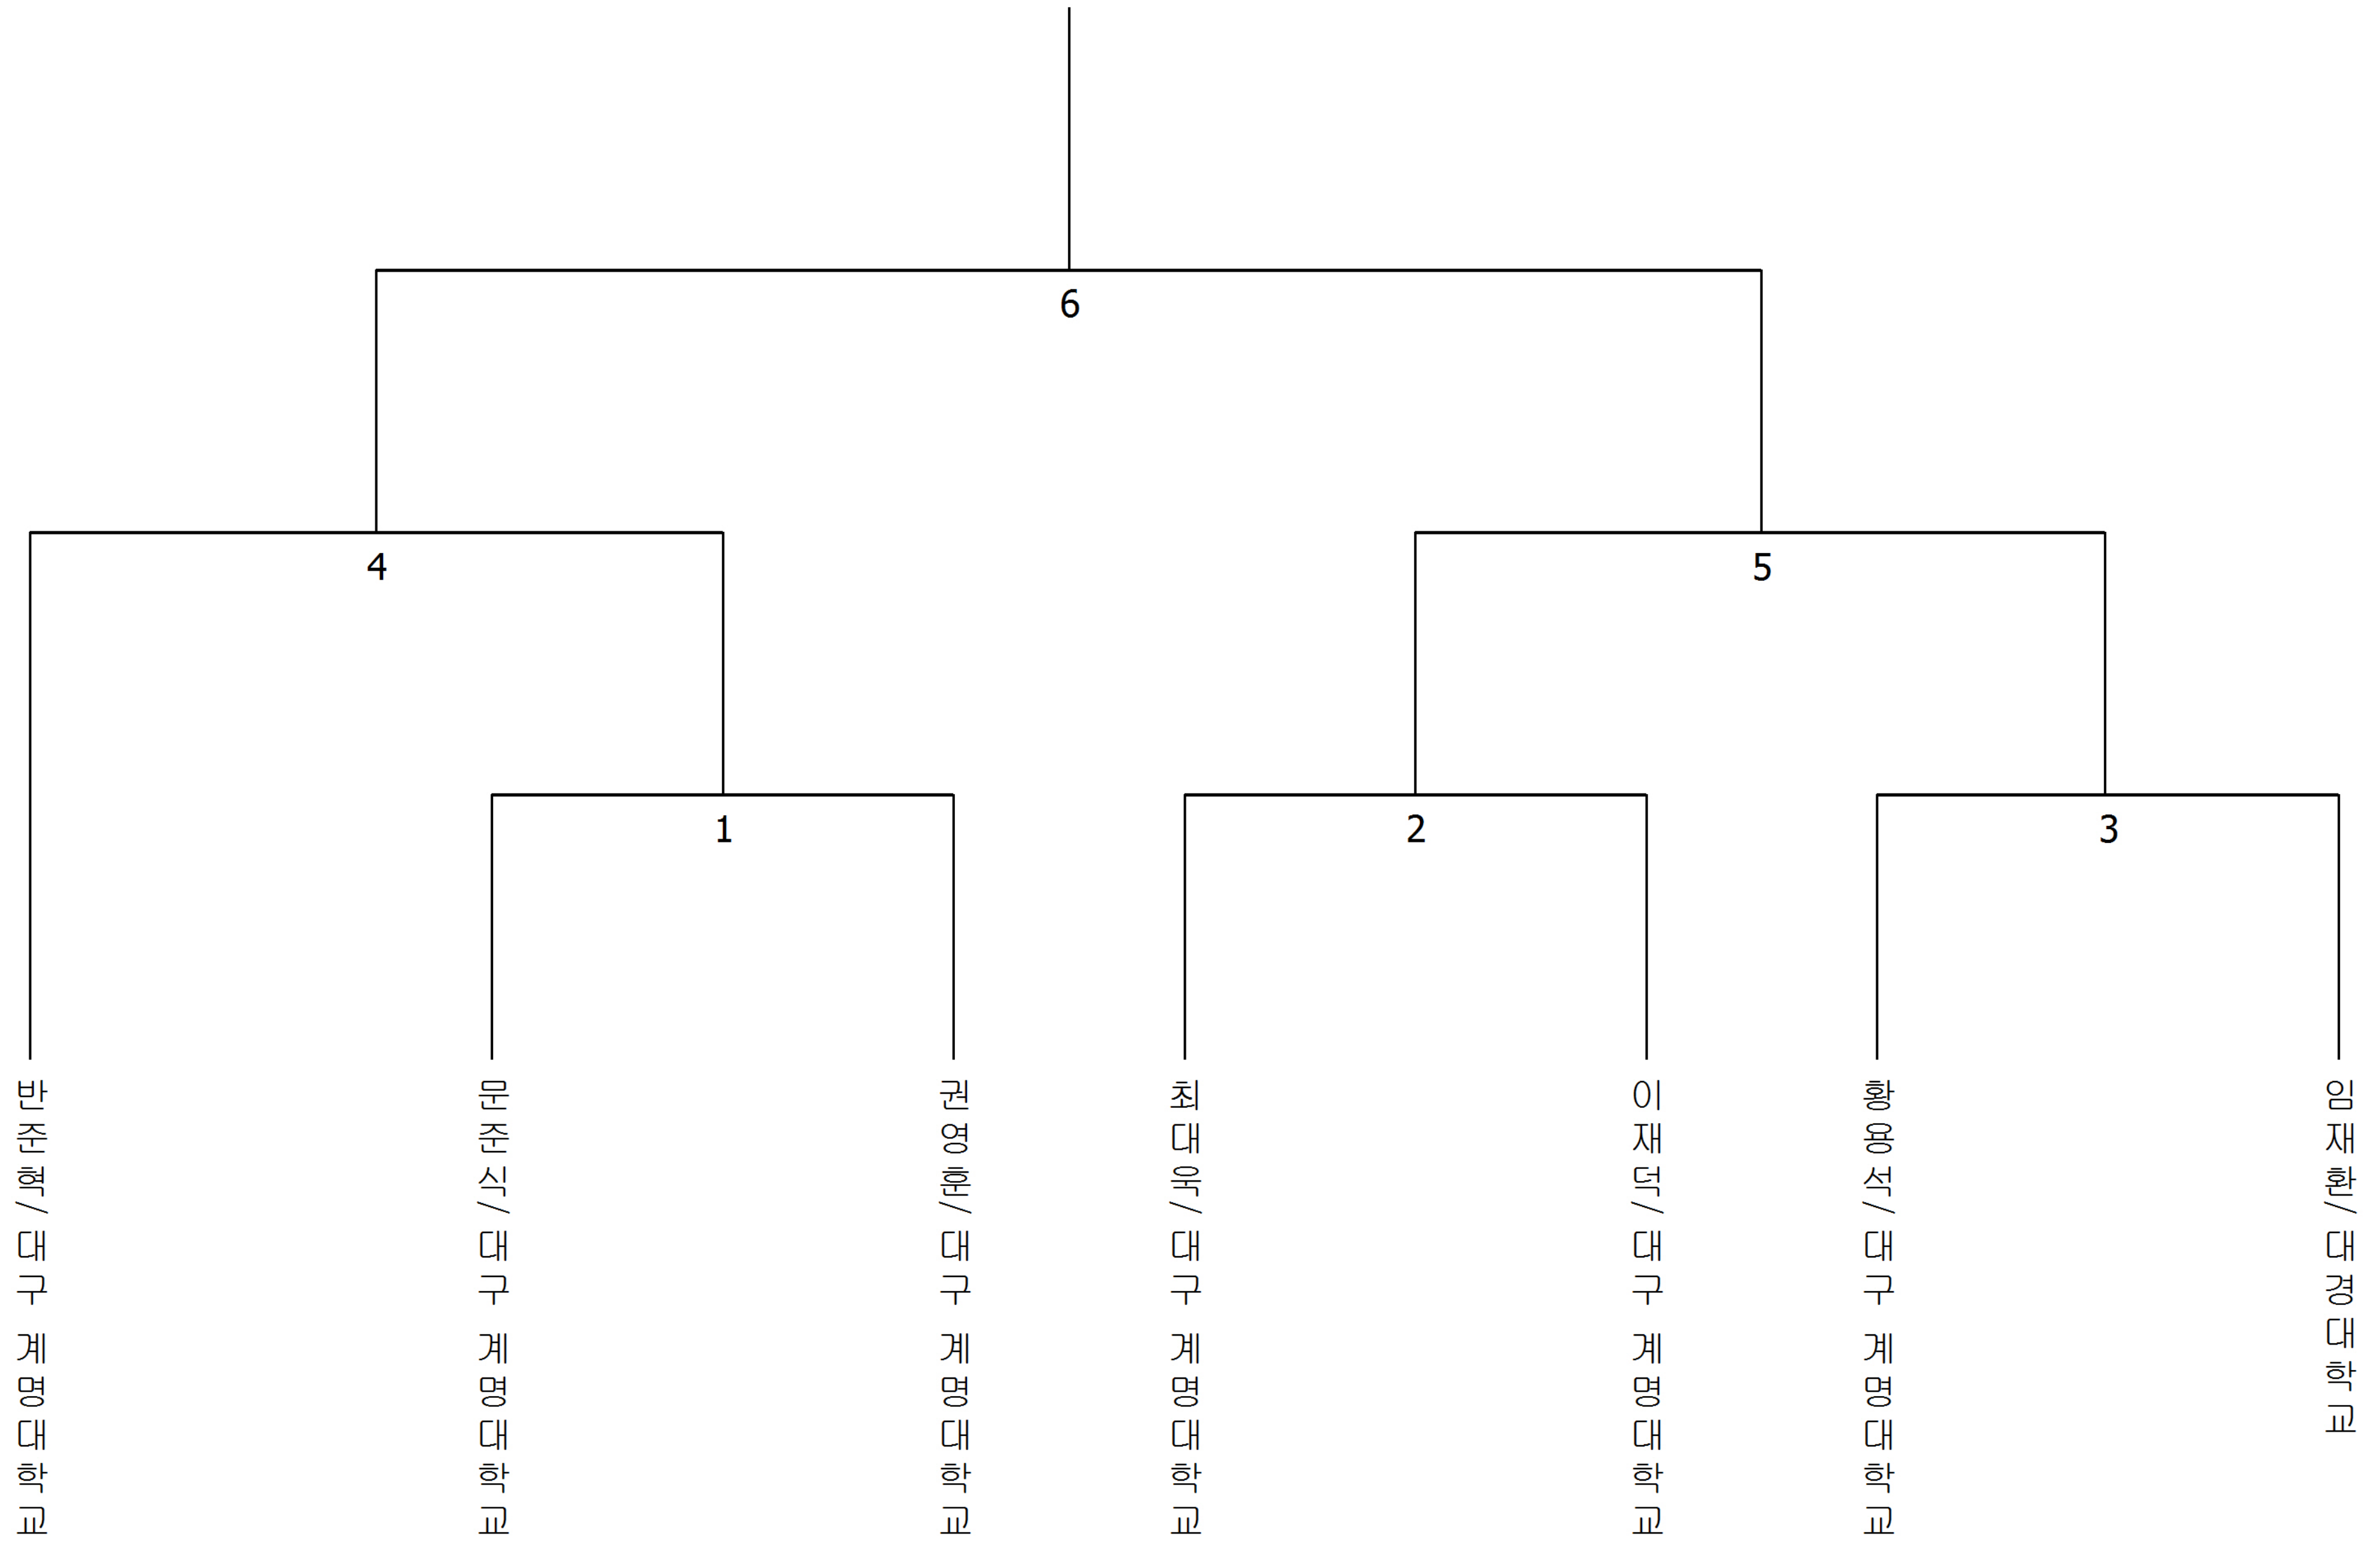 6
4
5
1
2
3
반준혁/대구 계명대학교
문준식/대구 계명대학교
권영훈/대구 계명대학교
최대욱/대구 계명대학교
이재덕/대구 계명대학교
황용석/대구 계명대학교
임재환/대경대학교